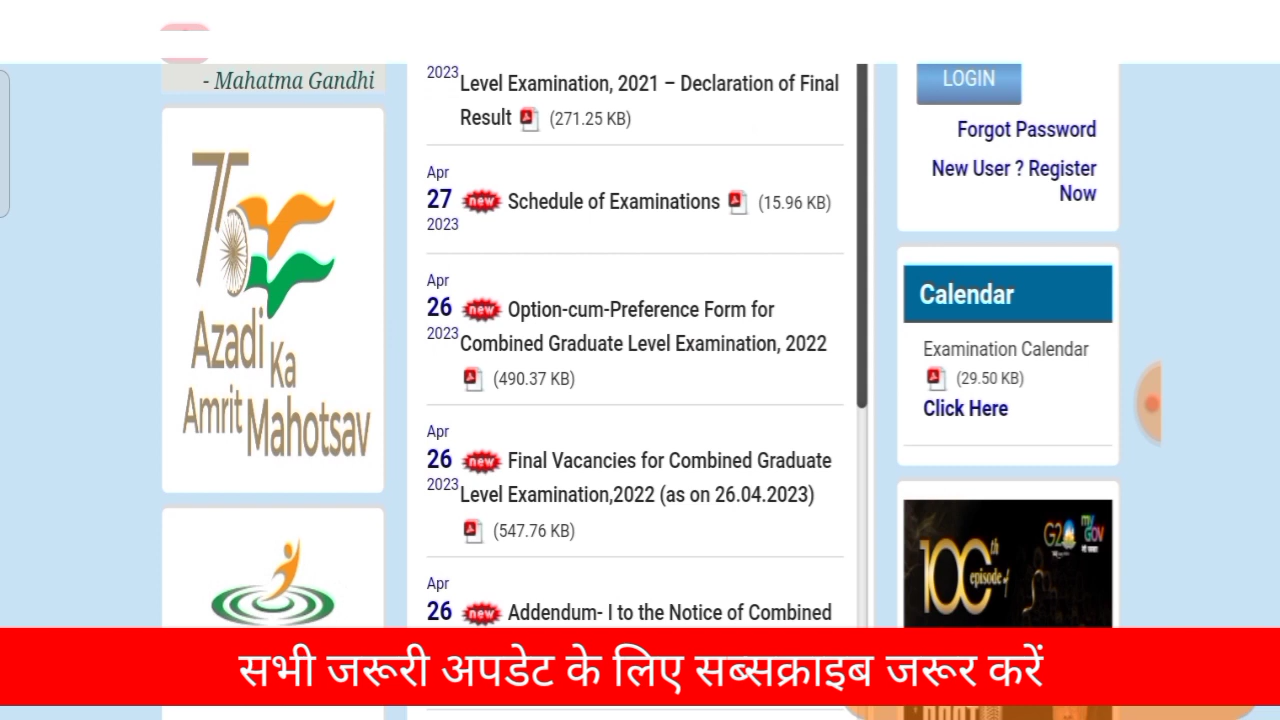 - Mahatma Gandhi
75
Azadi
Ka
Amrit
Mahotsav
2023
Level Examination, 2021 – Declaration of Final
Result (271.25 KB)
Apr
27 new Schedule of Examinations (15.96 KB)
2023
Apr
26 new Option-cum-Preference Form for
2023 Combined Graduate Level Examination, 2022
(490.37 KB)
Apr
26 new Final Vacancies for Combined Graduate
2023 Level Examination,2022 (as on 26.04.2023)
(547.76 KB)
Apr
26 new Addendum- I to the Notice of Combined
LOGIN
Forgot Password
New User ? Register
Now
Calendar
Examination Calendar
(29.50 KB)
Click Here
G20
my
GOV
100th
episode of
सभी जरूरी अपडेट के लिए सब्सक्राइब जरूर करें